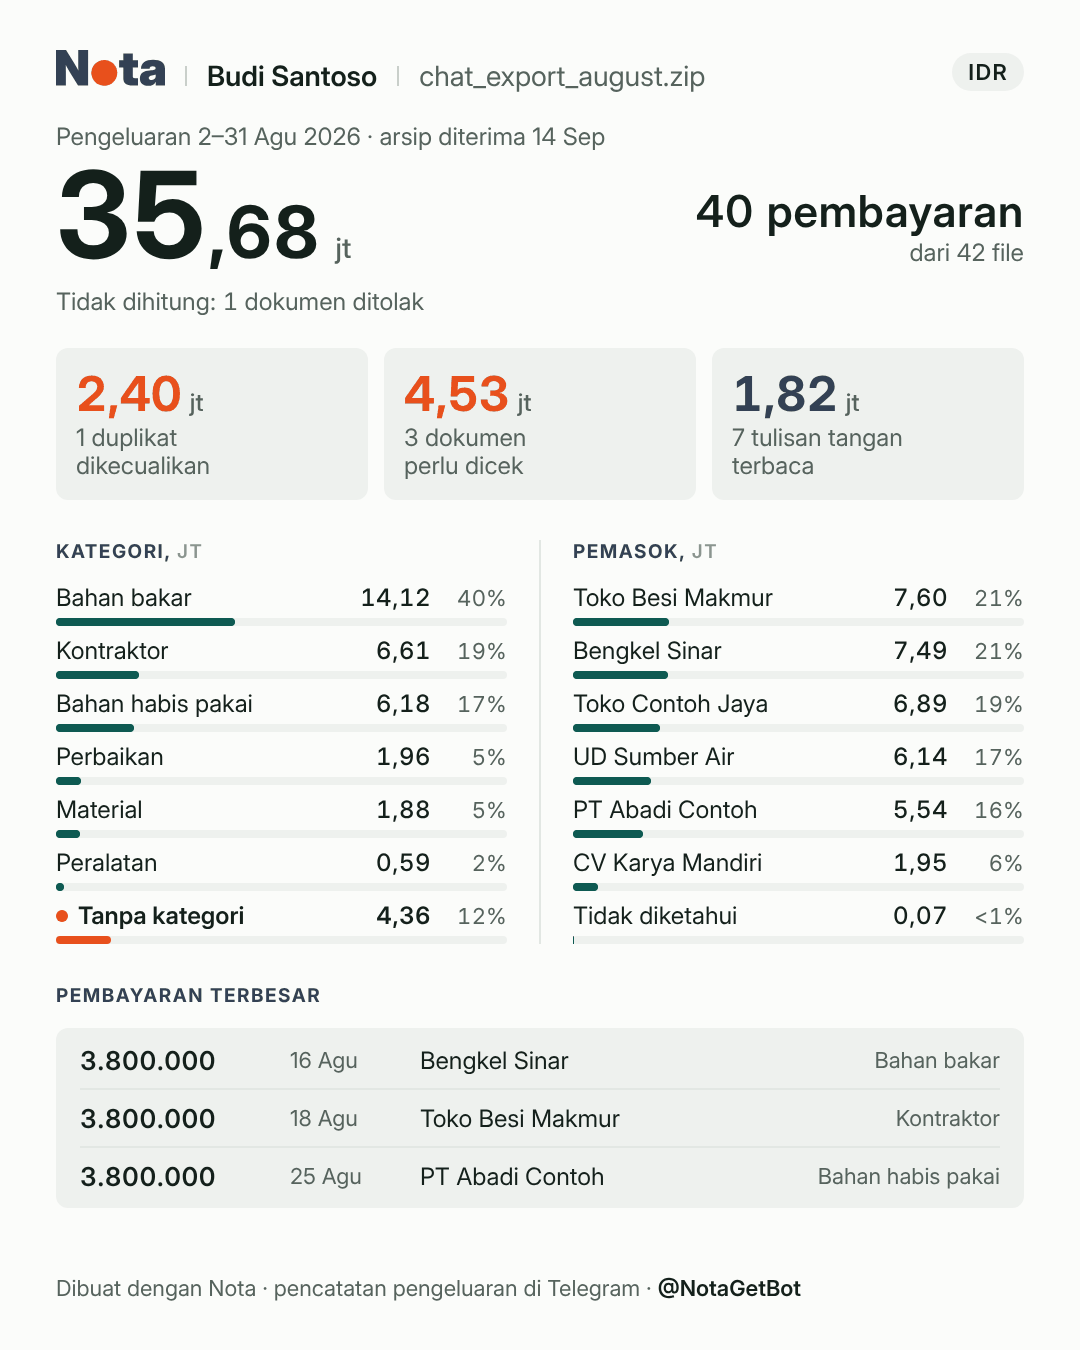 Nota | Budi Santoso | chat_export_august.zip
IDR
Pengeluaran 2–31 Agu 2026 · arsip diterima 14 Sep
35,68 jt
40 pembayaran
dari 42 file
Tidak dihitung: 1 dokumen ditolak
2,40 jt
1 duplikat
dikecualikan
4,53 jt
3 dokumen
perlu dicek
1,82 jt
7 tulisan tangan
terbaca
KATEGORI, JT
Bahan bakar 14,12 40%
Kontraktor 6,61 19%
Bahan habis pakai 6,18 17%
Perbaikan 1,96 5%
Material 1,88 5%
Peralatan 0,59 2%
Tanpa kategori 4,36 12%
PEMASOK, JT
Toko Besi Makmur 7,60 21%
Bengkel Sinar 7,49 21%
Toko Contoh Jaya 6,89 19%
UD Sumber Air 6,14 17%
PT Abadi Contoh 5,54 16%
CV Karya Mandiri 1,95 6%
Tidak diketahui 0,07 <1%
PEMBAYARAN TERBESAR
3.800.000 16 Agu Bengkel Sinar Bahan bakar
3.800.000 18 Agu Toko Besi Makmur Kontraktor
3.800.000 25 Agu PT Abadi Contoh Bahan habis pakai
Dibuat dengan Nota · pencatatan pengeluaran di Telegram · @NotaGetBot